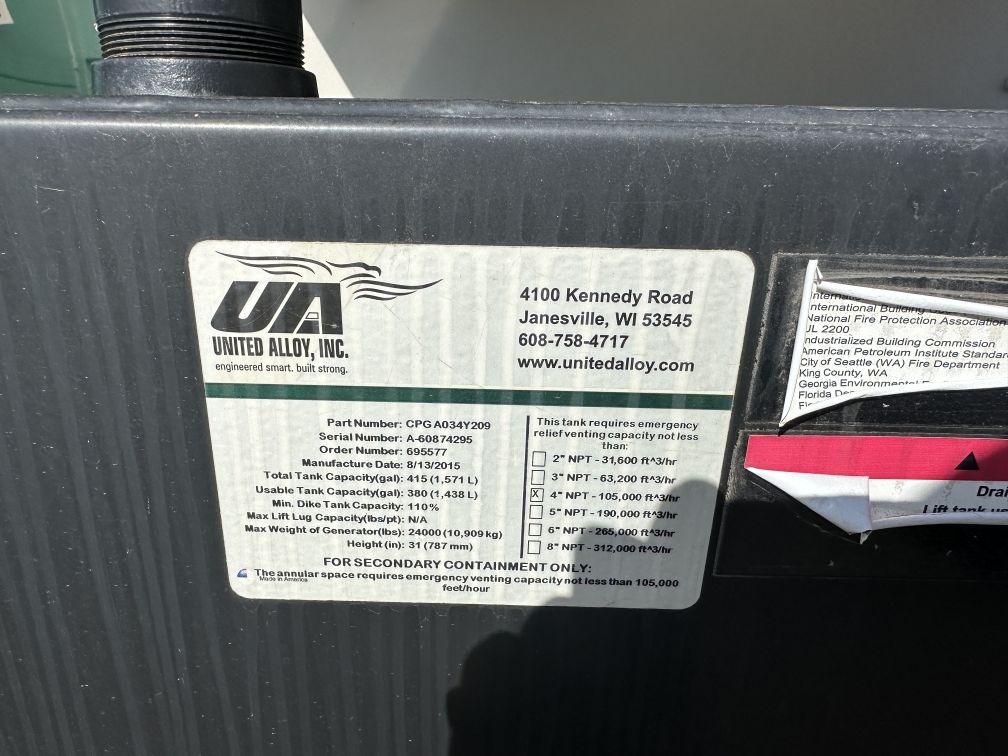 UA
UNITED ALLOY, INC.
engineered smart. built strong.
4100 Kennedy Road
Janesville, WI 53545
608-758-4717
www.unitedalloy.com
Part Number: CPG A034Y209
Serial Number: A-60874295
Order Number: 695577
Manufacture Date: 8/13/2015
Total Tank Capacity(gal): 415 (1,571 L)
Usable Tank Capacity(gal): 380 (1,438 L)
Min. Dike Tank Capacity: 110%
Max Lift Lug Capacity(lbs/pt): N/A
Max Weight of Generator(lbs): 24000 (10,909 kg)
Height (in): 31 (787 mm)
This tank requires emergency
relief venting capacity not less
than:
2" NPT - 31,600 ft^3/hr
3" NPT - 63,200 ft^3/hr
X 4" NPT - 105,000 ft^3/hr
5" NPT - 190,000 ft^3/hr
6" NPT - 265,000 ft^3/hr
8" NPT - 312,000 ft^3/hr
FOR SECONDARY CONTAINMENT ONLY:
The annular space requires emergency venting capacity not less than 105,000
feet/hour
Made in America
International Building
National Fire Protection Association
UL 2200
Industrialized Building Commission
American Petroleum Institute
City of Seattle (WA) Fire Department
King County, WA
Georgia
Florida
Lift tank